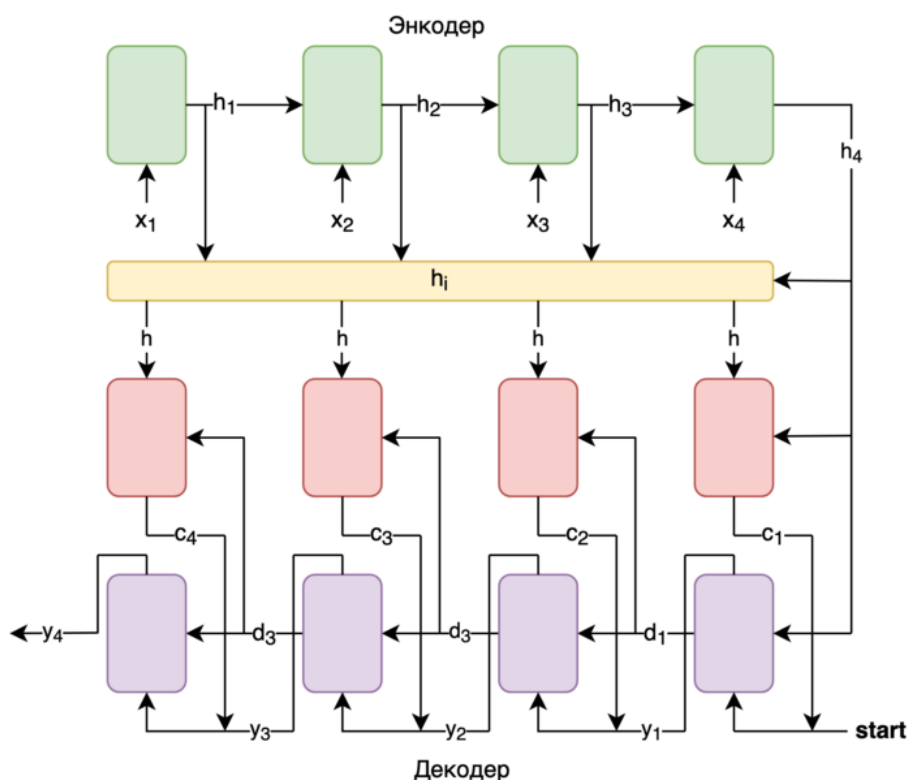 Энкодер
h₁ h₂ h₃
h₄
x₁ x₂ x₃ x₄
hᵢ
h h h h
c₄ c₃ c₂ c₁
y₄ d₃ d₃ d₁
y₃ y₂ y₁ start
Декодер